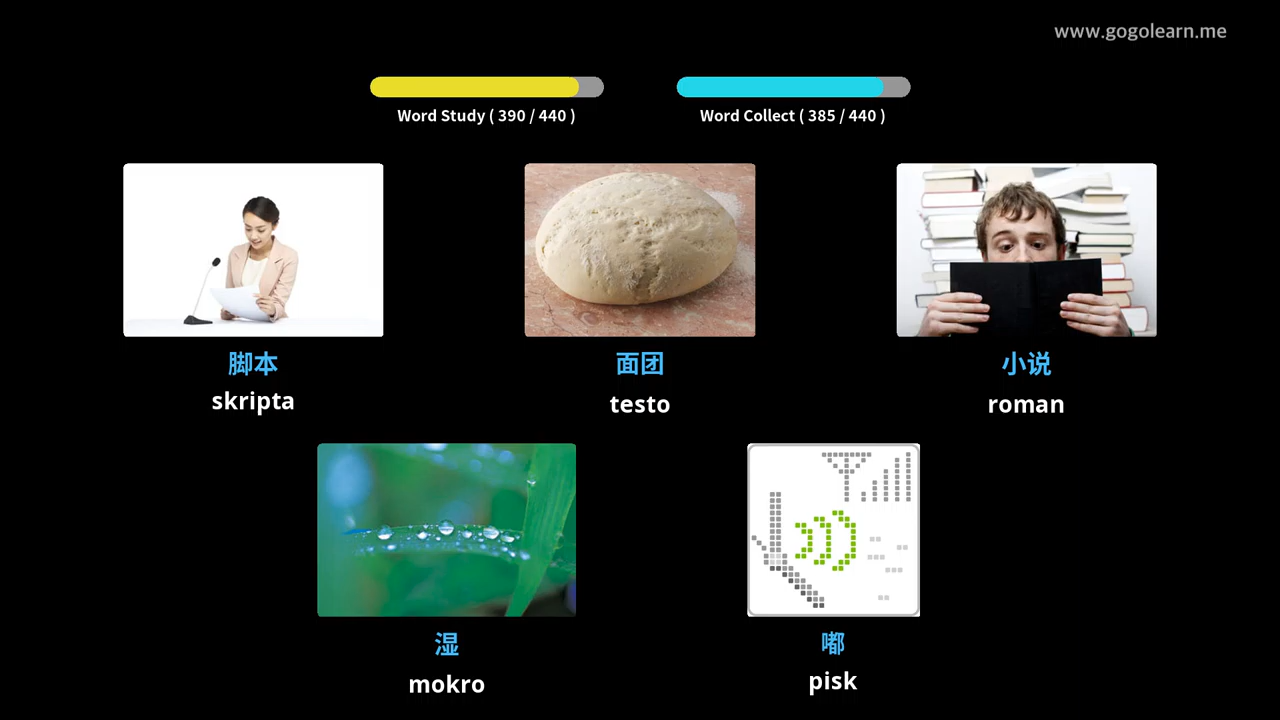 www.gogolearn.me
Word Study ( 390 / 440 )
Word Collect ( 385 / 440 )
脚本
skripta
面团
testo
小说
roman
湿
mokro
嘟
pisk